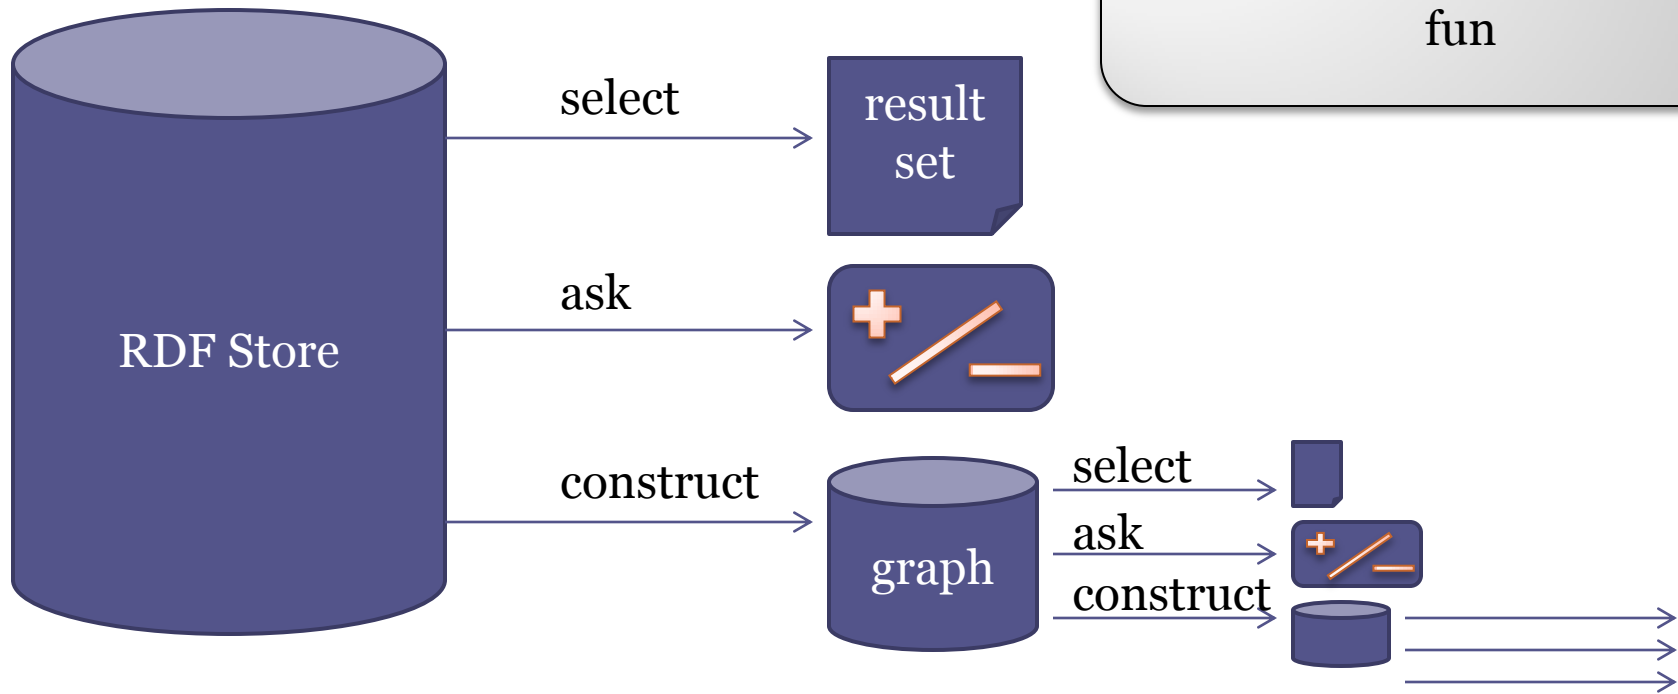 fun
select
result
set
ask
RDF Store
construct
graph
select
ask
construct